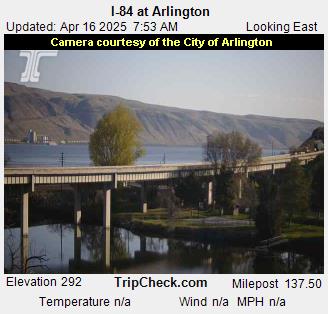 I-84 at Arlington
Updated: Apr 16 2025 7:53 AM Looking East
Camera courtesy of the City of Arlington
Elevation 292 TripCheck.com Milepost 137.50
Temperature n/a Wind n/a MPH n/a